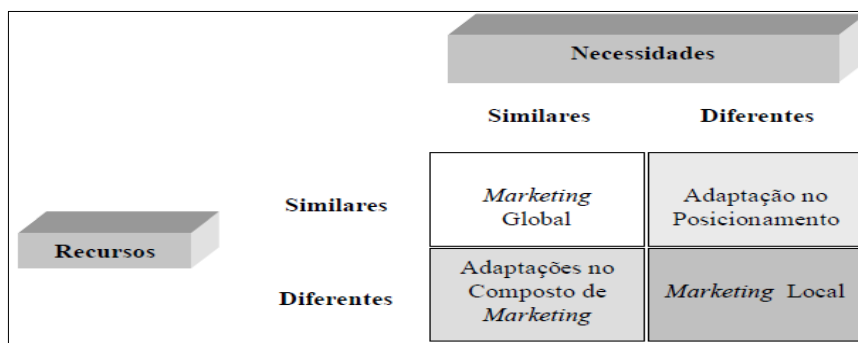 Necessidades
Similares Diferentes
Recursos
Similares
Marketing
Global
Adaptação no
Posicionamento
Diferentes
Adaptações no
Composto de
Marketing
Marketing Local